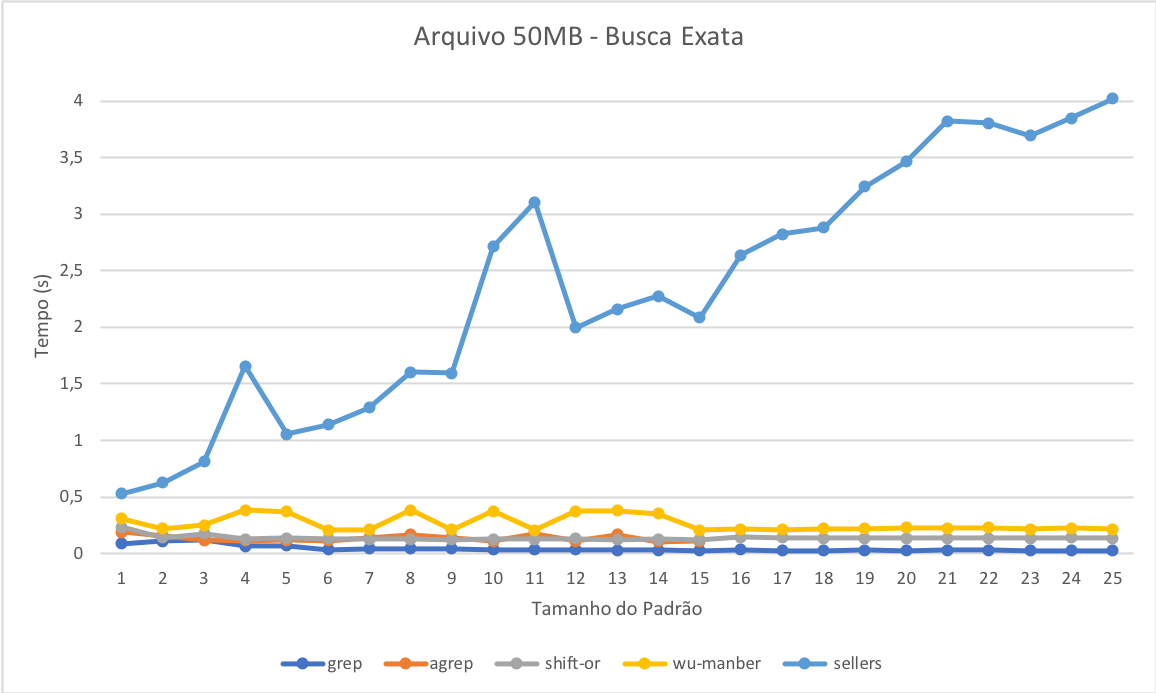 Arquivo 50MB - Busca Exata
4
3,5
3
2,5
2
1,5
1
0,5
0
Tempo (s)
1 2 3 4 5 6 7 8 9 10 11 12 13 14 15 16 17 18 19 20 21 22 23 24 25
Tamanho do Padrão
grep agrep shift-or wu-manber sellers